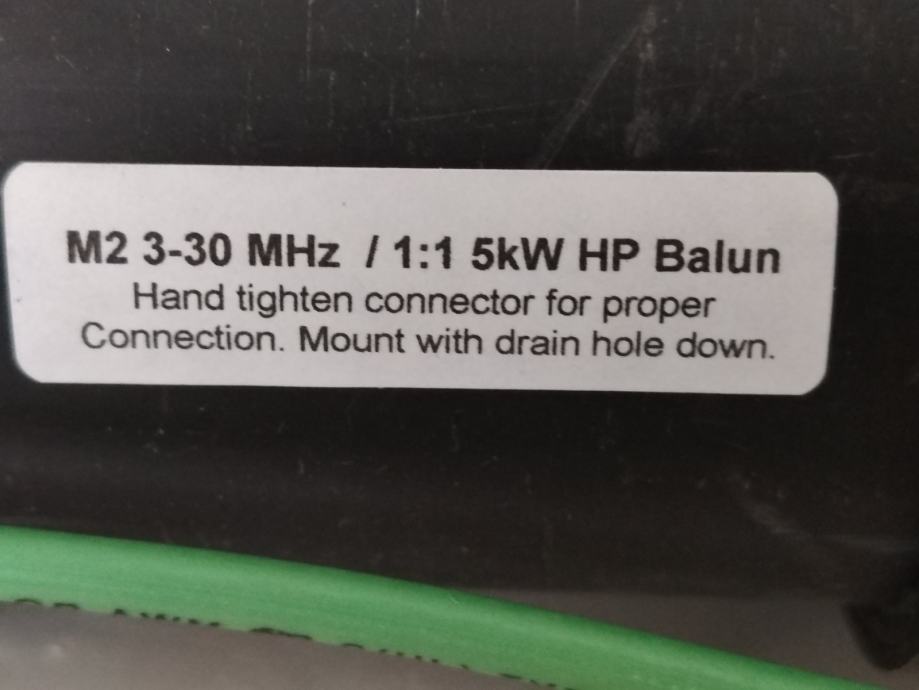 M2 3-30 MHz / 1:1 5kW HP Balun
Hand tighten connector for proper
Connection. Mount with drain hole down.